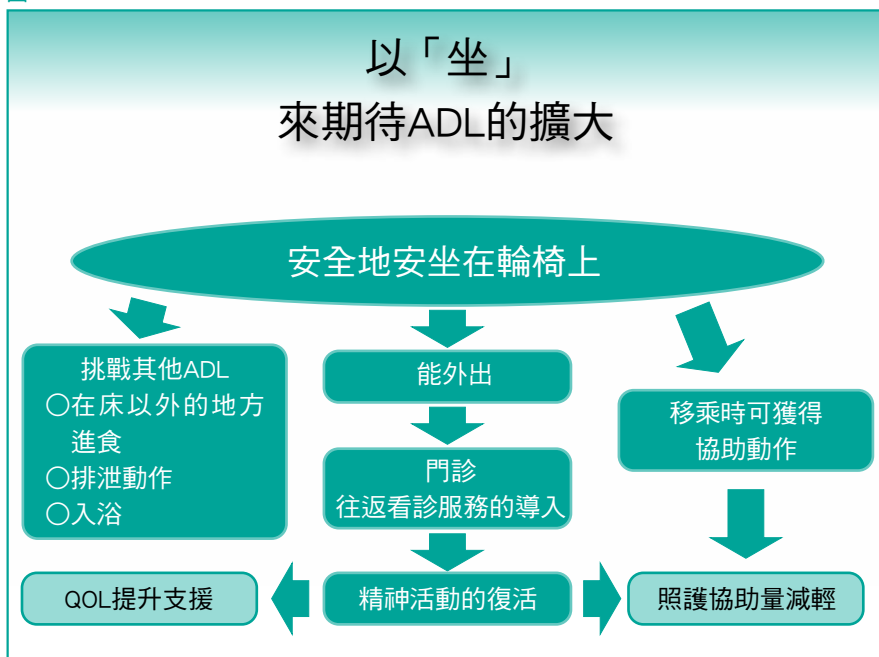 以「坐」
來期待ADL的擴大
安全地安坐在輪椅上
挑戰其他ADL
○在床以外的地方
進食
○排泄動作
○入浴
能外出
門診
往返看診服務的導入
精神活動的復活
移乘時可獲得
協助動作
QOL提升支援
照護協助量減輕